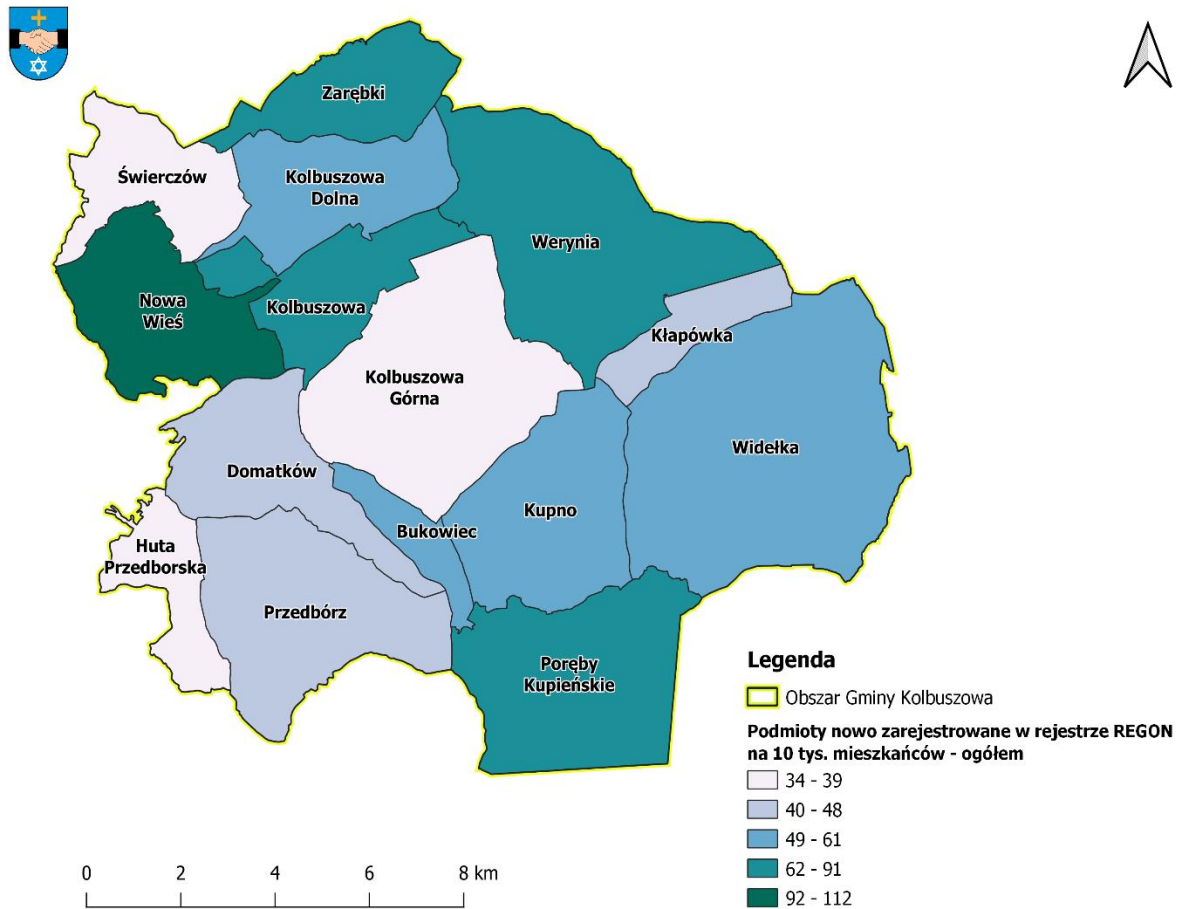 Zarębki
Świerczów
Kolbuszowa
Dolna
Werynia
Nowa
Wieś
Kolbuszowa
Kłapówka
Kolbuszowa
Górna
Widełka
Domatków
Kupno
Bukowiec
Huta
Przedborska
Przedbórz
Poręby
Kupieńskie
Legenda
Obszar Gminy Kolbuszowa
Podmioty nowo zarejestrowane w rejestrze REGON
na 10 tys. mieszkańców - ogółem
34 - 39
40 - 48
49 - 61
62 - 91
92 - 112
0 2 4 6 8 km